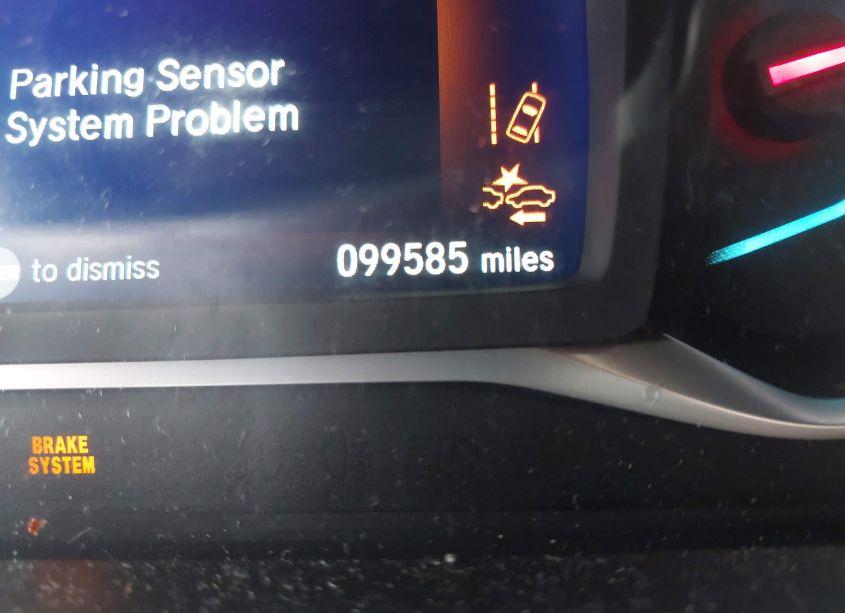 Parking Sensor
System Problem
to dismiss
099585 miles
BRAKE
SYSTEM